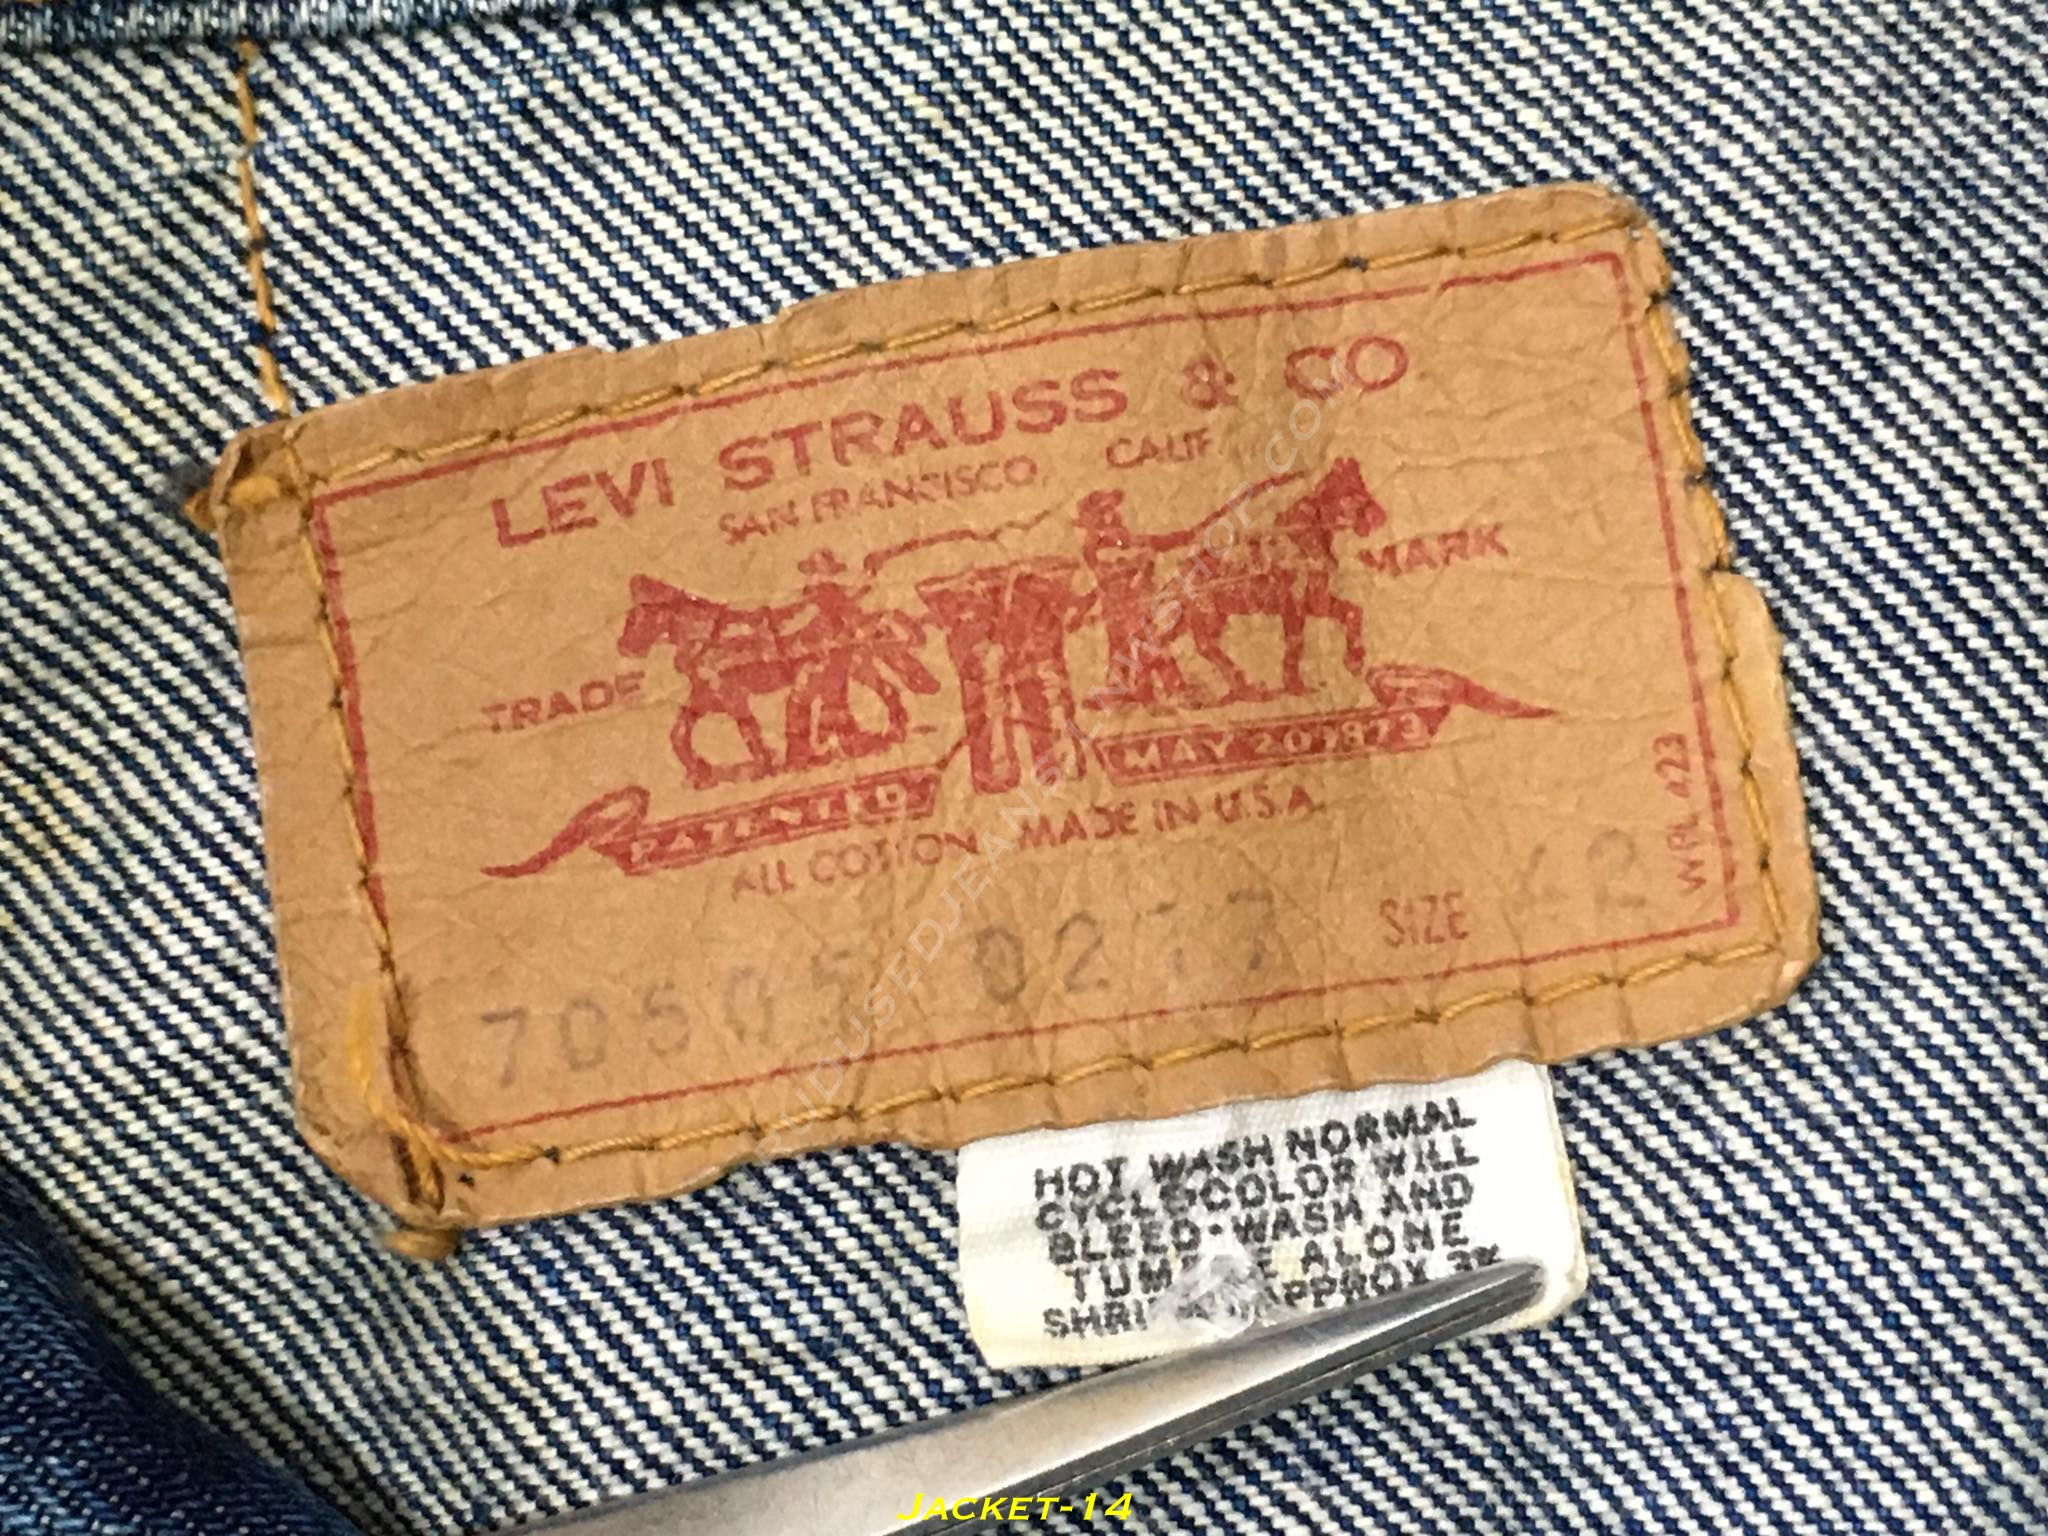 LEVI STRAUSS & CO
SAN FRANCISCO, CALIF
TRADE MARK
PATENTED MAY 20 1873
ALL COTTON MADE IN U.S.A.
70505 0217 SIZE 42
WPL 423
HOT WASH NORMAL
CYCLE·COLOR WILL
BLEED·WASH AND
ALONE
APPROX 3%
JACKET-14